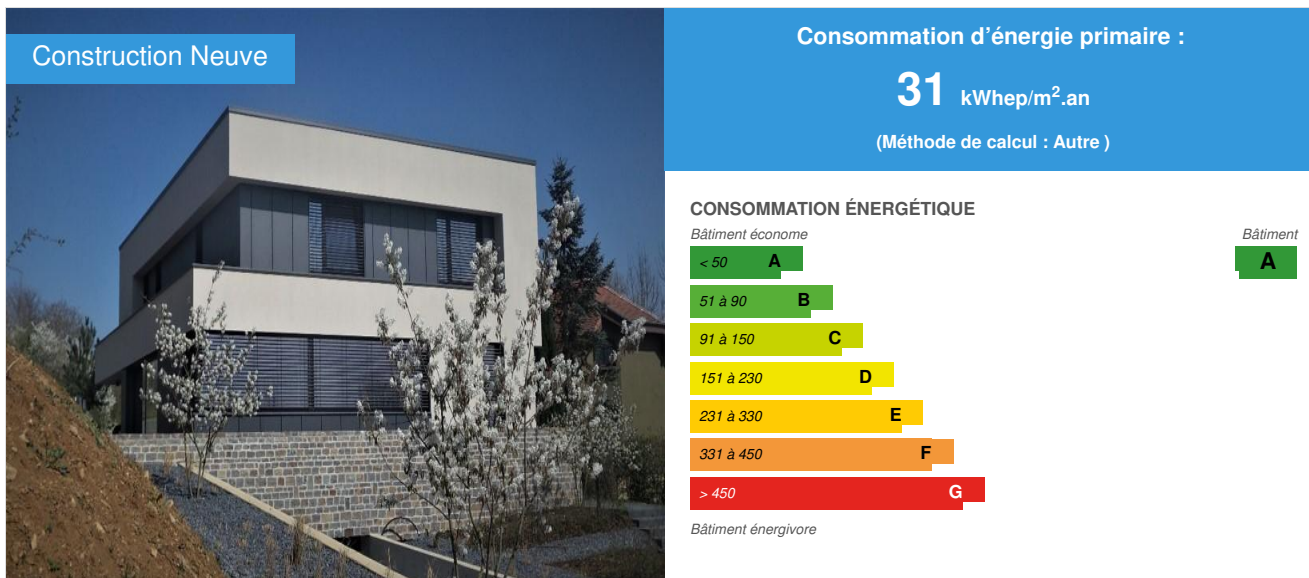 Construction Neuve
Consommation d'énergie primaire :
31 kWhep/m².an
(Méthode de calcul : Autre )
CONSOMMATION ÉNERGÉTIQUE
Bâtiment économe
Bâtiment
< 50 A
A
51 à 90 B
91 à 150 C
151 à 230 D
231 à 330 E
331 à 450 F
> 450 G
Bâtiment énergivore